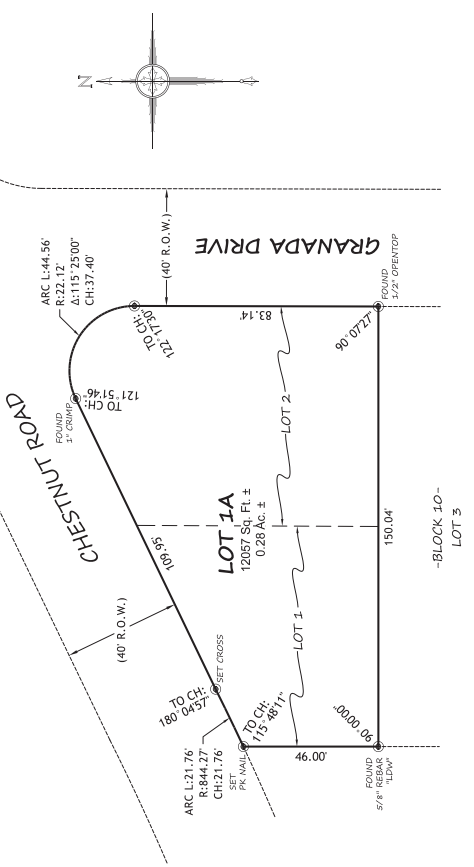 N
CHESTNUT ROAD
(40' R.O.W.)
ARC L:44.56'
R:22.12'
Δ:115°25'00"
CH:37.40'
FOUND
1" CRIMP
TO CH:
121°51'46"
TO CH:
122°17'30"
(40' R.O.W.)
GRANADA DRIVE
83.14'
109.95'
LOT 1A
12057 Sq. Ft. ±
0.28 Ac. ±
LOT 2
LOT 1
SET CROSS
TO CH:
180°04'57"
ARC L:21.76'
R:844.27'
CH:21.76'
SET
PK NAIL
TO CH:
115°48'11"
46.00'
90°00'00"
FOUND
5/8" REBAR
"LDW"
150.04'
90°07'27"
FOUND
1/2" OPENTOP
-BLOCK 10-
LOT 3